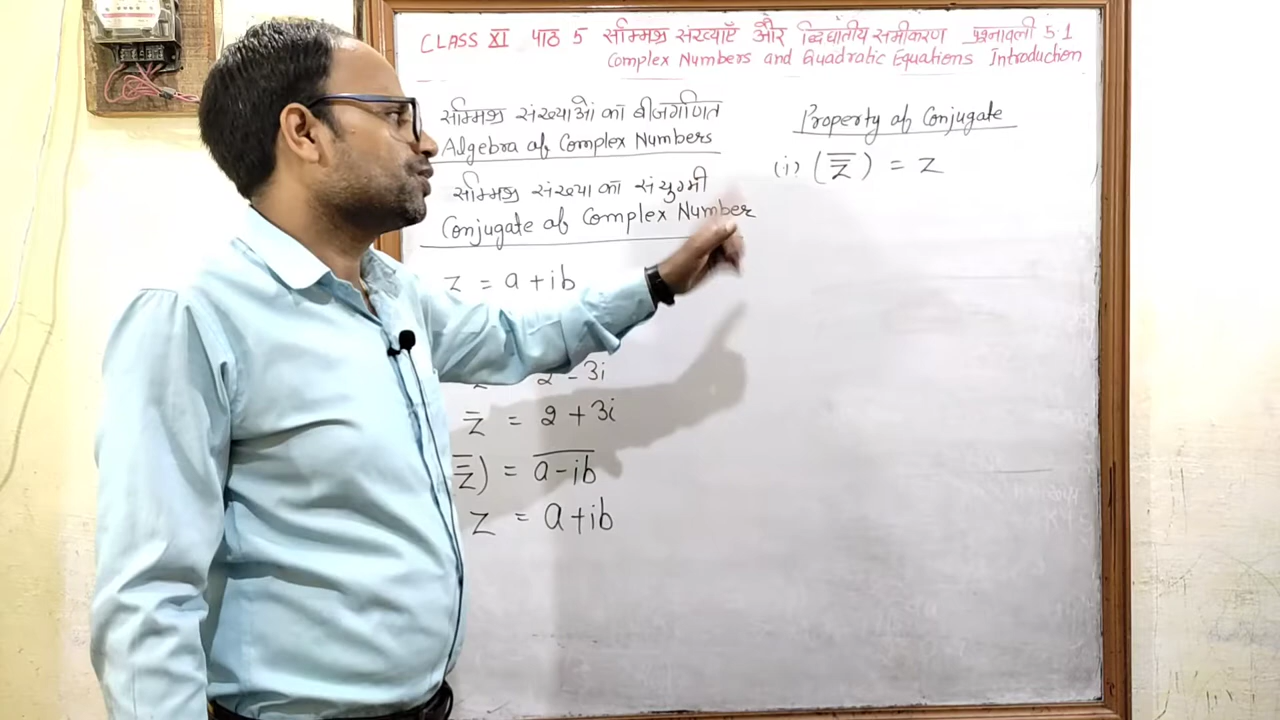 CLASS XI पाठ 5 सम्मिश्र संख्याएँ और द्विघातीय समीकरण प्रश्नावली 5.1
Complex Numbers and Quadratic Equations Introduction
सम्मिश्र संख्याओं का बीजगणित
Algebra of Complex Numbers
सम्मिश्र संख्या का संयुग्मी
Conjugate of Complex Number
z = a + ib
2 - 3i
z̄ = 2 + 3i
z̿) = \overline{a-ib}
z = a+ib
Property of Conjugate
(i) (z̿) = z